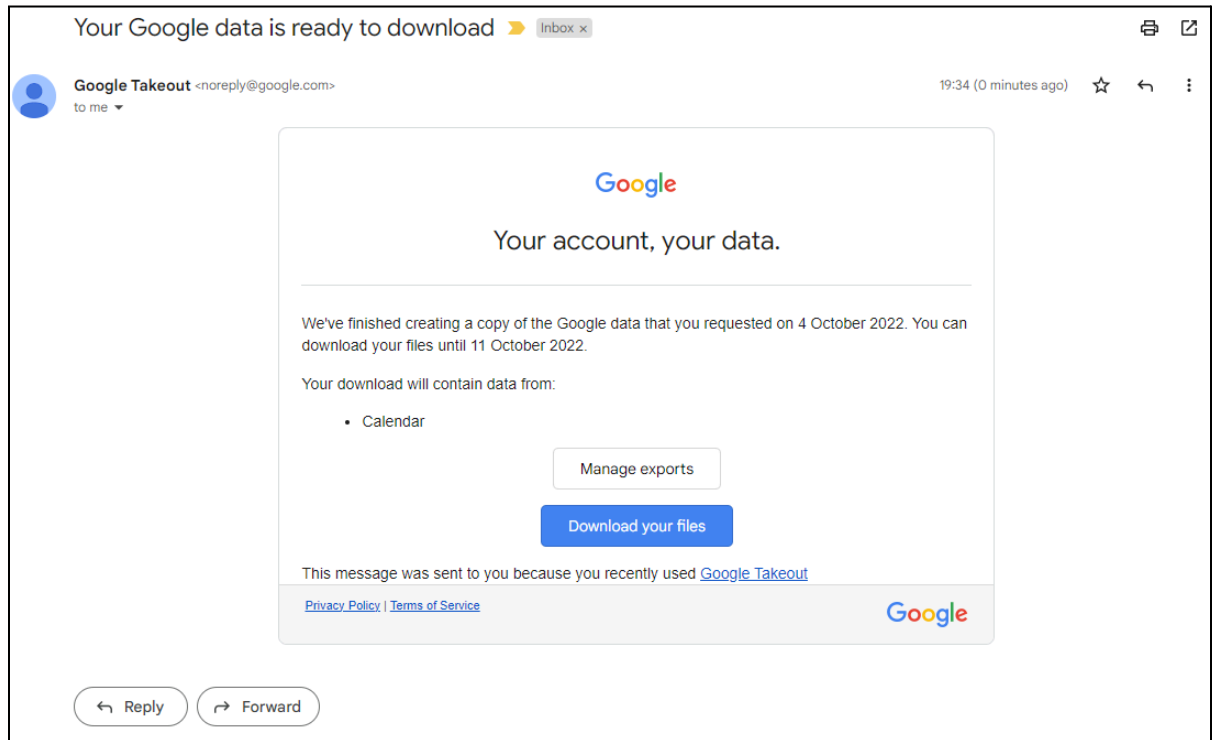 Your Google data is ready to download Inbox ×
Google Takeout <noreply@google.com> 19:34 (0 minutes ago)
to me
Google
Your account, your data.
We've finished creating a copy of the Google data that you requested on 4 October 2022. You can
download your files until 11 October 2022.
Your download will contain data from:
• Calendar
Manage exports
Download your files
This message was sent to you because you recently used Google Takeout
Privacy Policy | Terms of Service Google
Reply Forward